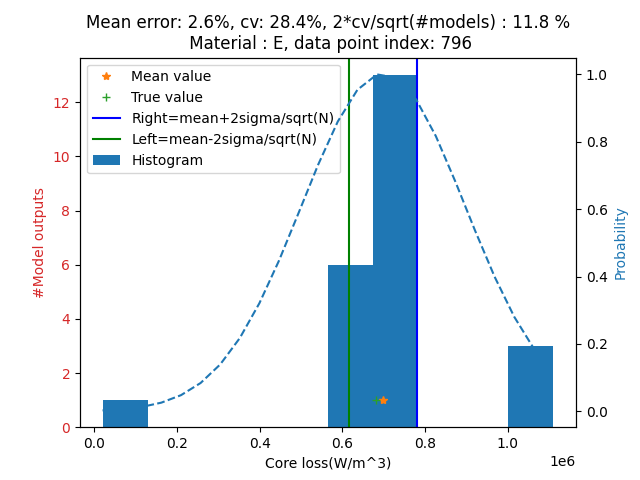 Mean error: 2.6%, cv: 28.4%, 2*cv/sqrt(#models) : 11.8 %
Material : E, data point index: 796
Mean value
True value
Right=mean+2sigma/sqrt(N)
Left=mean-2sigma/sqrt(N)
Histogram
#Model outputs
12
10
8
6
4
2
0
1.0
0.8
0.6
0.4
0.2
0.0
Probability
0.0 0.2 0.4 0.6 0.8 1.0
1e6
Core loss(W/m^3)